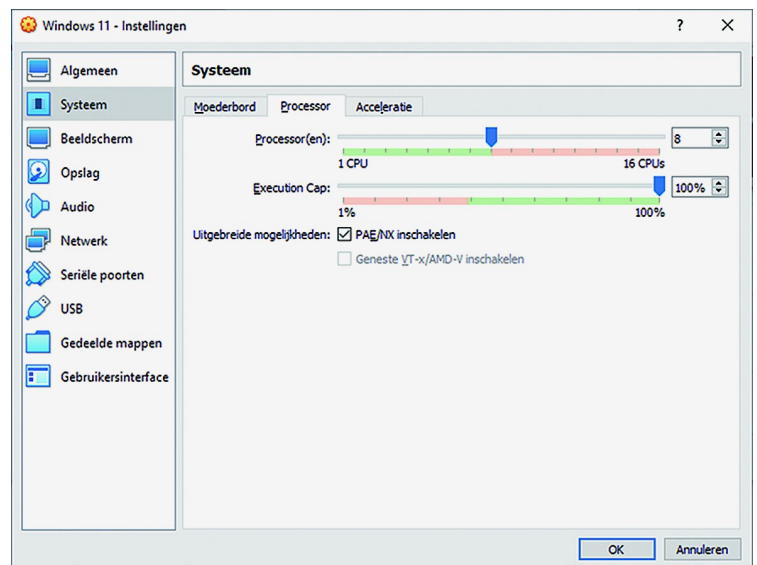 Windows 11 - Instellingen
?
Algemeen
Systeem
Beeldscherm
Opslag
Audio
Netwerk
Seriële poorten
USB
Gedeelde mappen
Gebruikersinterface
Systeem
Moederbord Processor Acceleratie
Processor(en): 8
1 CPU 16 CPUs
Execution Cap: 100%
1% 100%
Uitgebreide mogelijkheden: PAE/NX inschakelen
Geneste VT-x/AMD-V inschakelen
OK Annuleren